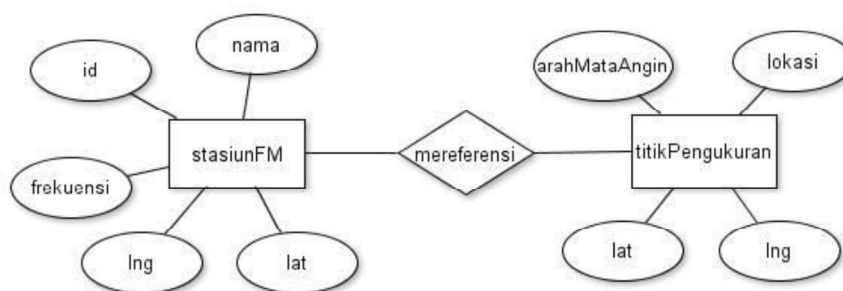 nama
id
arahMataAngin
lokasi
stasiunFM
mereferensi
titikPengukuran
frekuensi
lng
lat
lat
lng